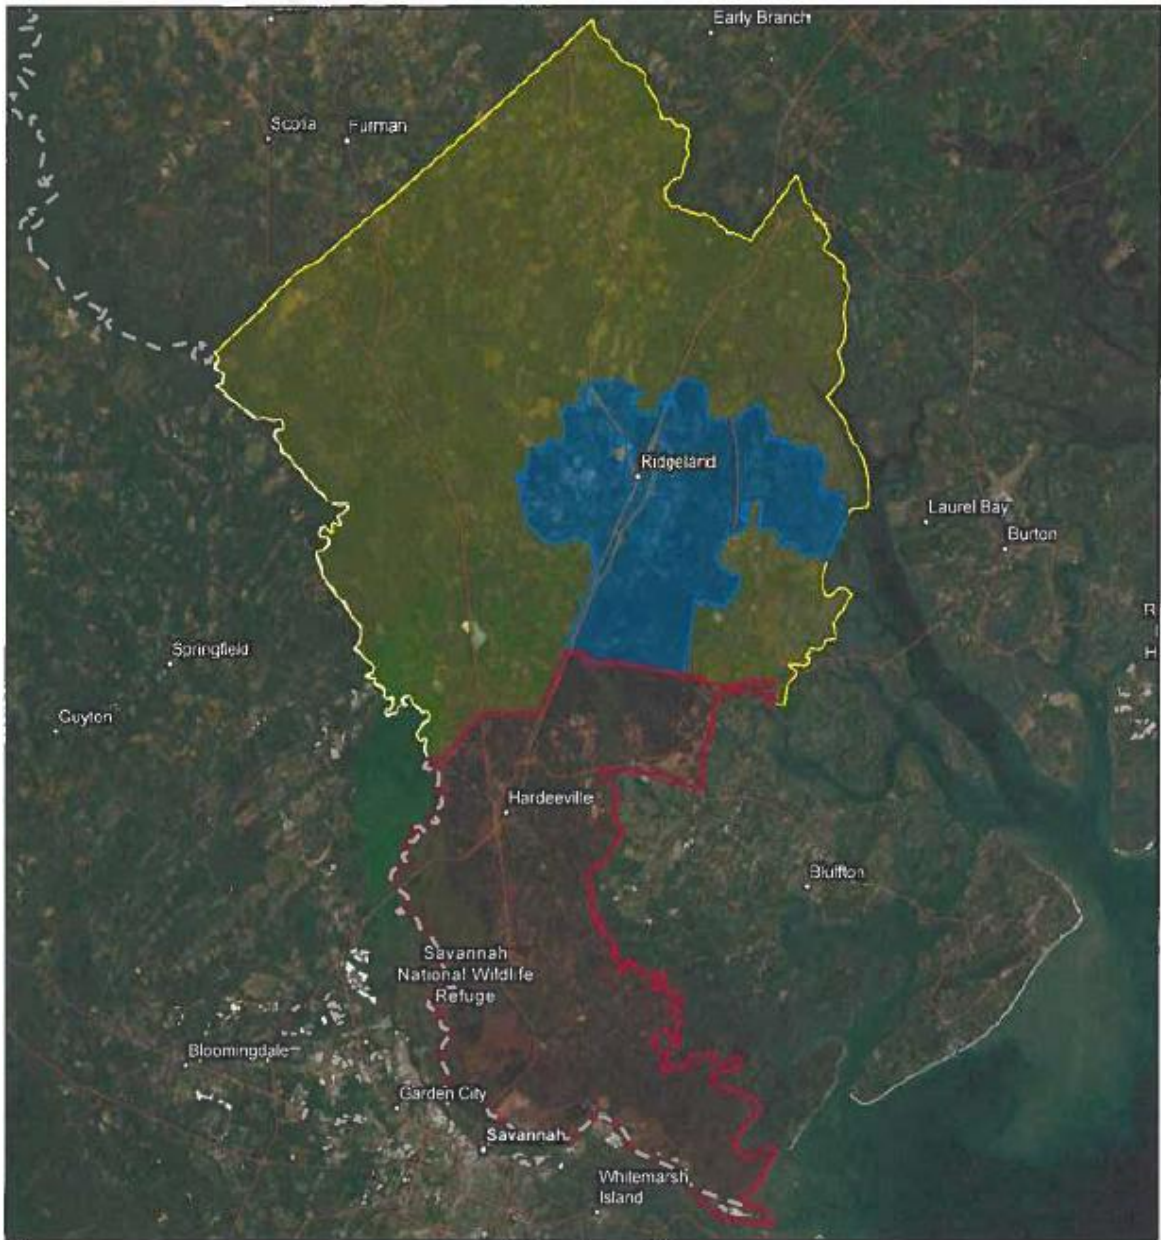 Early Branch
Scotia
Furman
Ridgeland
Laurel Bay
Burton
R
H
Springfield
Guyton
Hardeeville
Bluffton
Savannah
National Wildlife
Refuge
Bloomingdale
Garden City
Savannah
Whitemarsh
Island